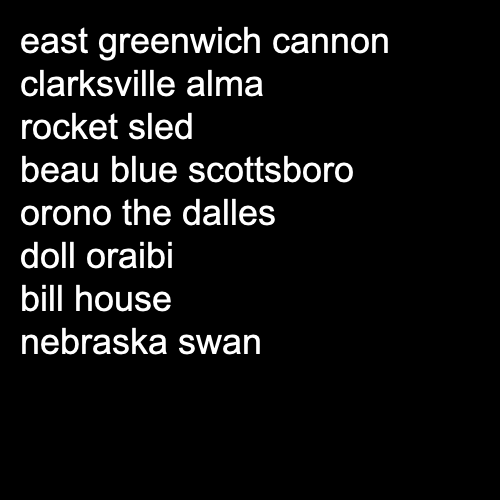 east greenwich cannon
clarksville alma
rocket sled
beau blue scottsboro
orono the dalles
doll oraibi
bill house
nebraska swan